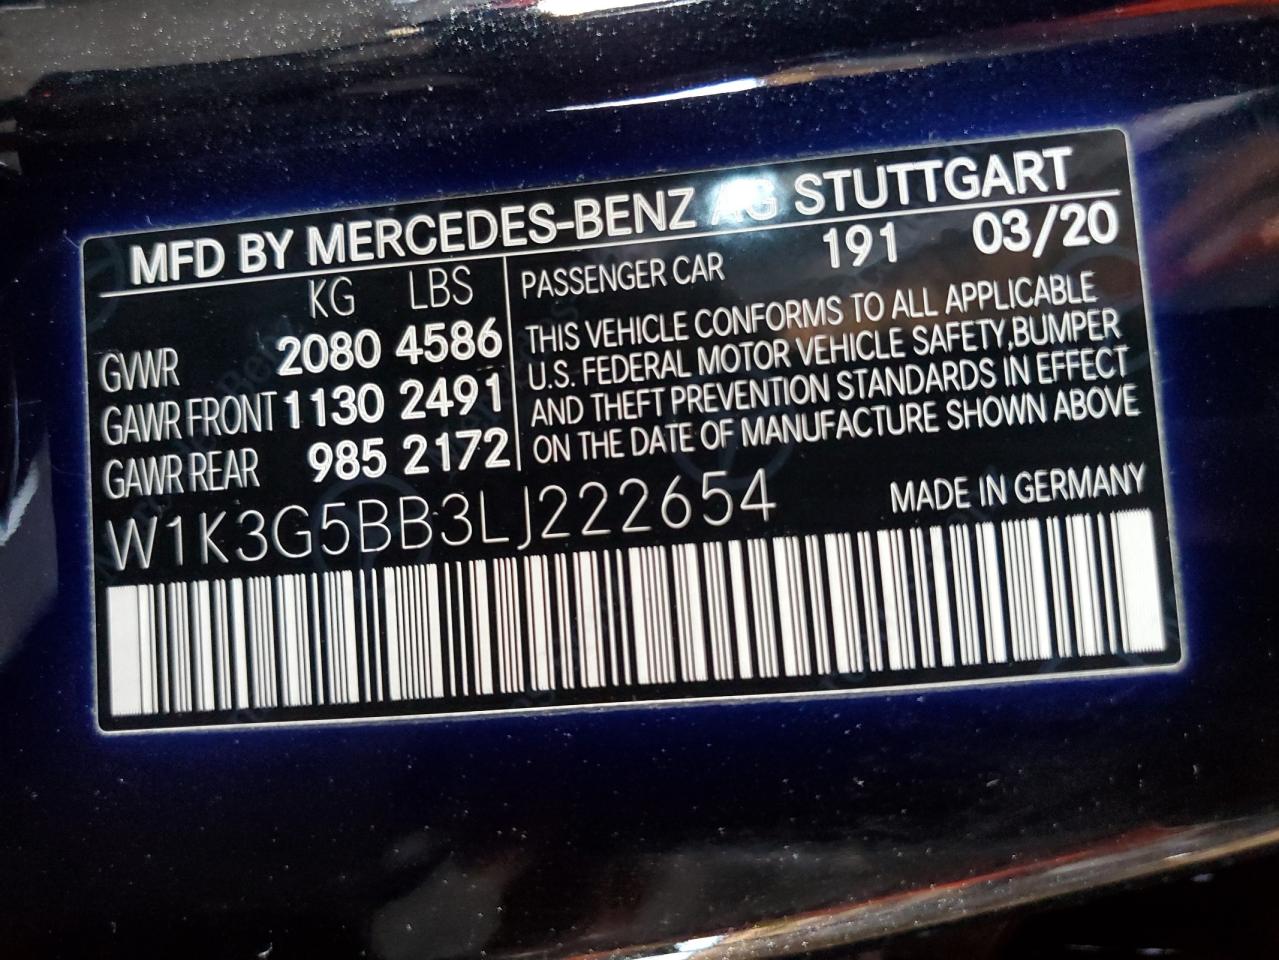 MFD BY MERCEDES-BENZ AG STUTTGART
KG LBS
GVWR 2080 4586
GAWR FRONT 1130 2491
GAWR REAR 985 2172
PASSENGER CAR 191 03/20
THIS VEHICLE CONFORMS TO ALL APPLICABLE
U.S. FEDERAL MOTOR VEHICLE SAFETY,BUMPER
AND THEFT PREVENTION STANDARDS IN EFFECT
ON THE DATE OF MANUFACTURE SHOWN ABOVE
W1K3G5BB3LJ222654
MADE IN GERMANY